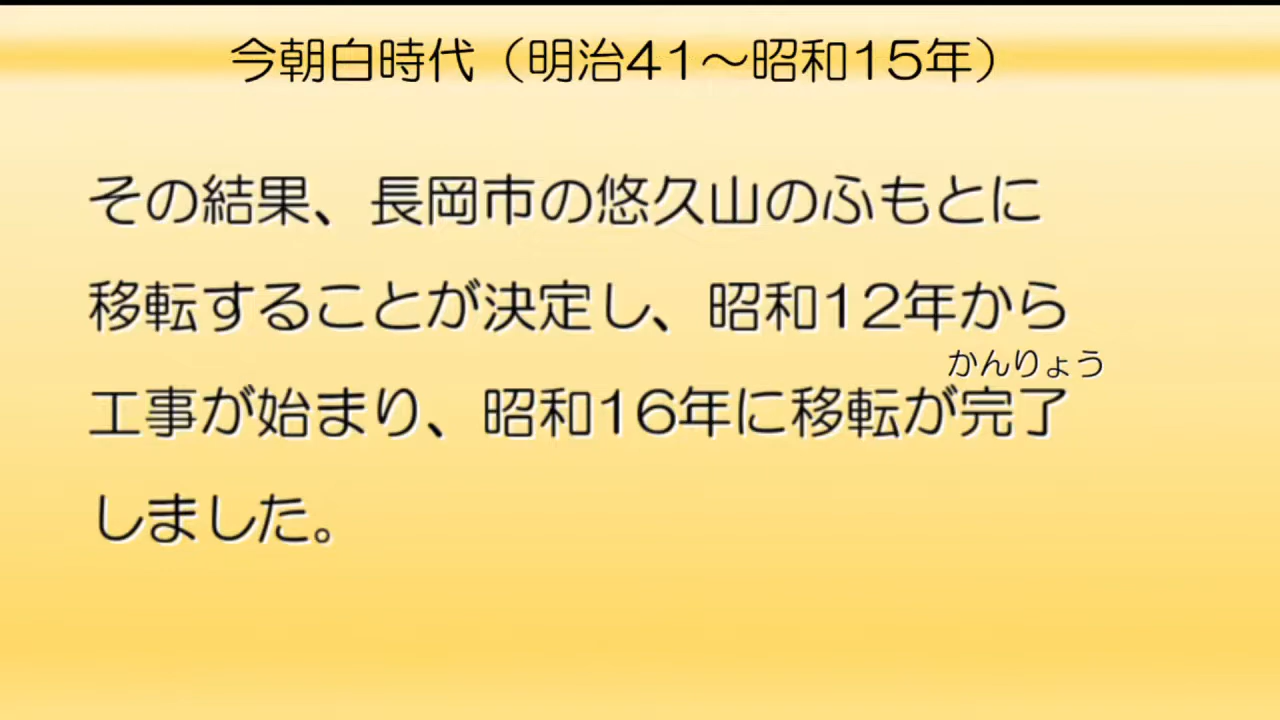 今朝白時代（明治41～昭和15年）
その結果、長岡市の悠久山のふもとに
移転することが決定し、昭和12年から
かんりょう
工事が始まり、昭和16年に移転が完了
しました。